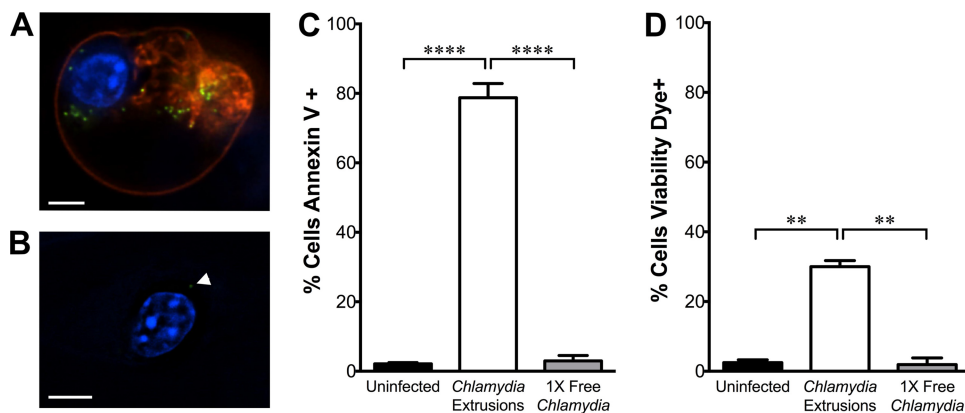 A
B
C
% Cells Annexin V +
100
80
60
40
20
0
****
****
Uninfected
Chlamydia
Extrusions
1X Free
Chlamydia
D
% Cells Viability Dye+
100
80
60
40
20
0
**
**
Uninfected
Chlamydia
Extrusions
1X Free
Chlamydia